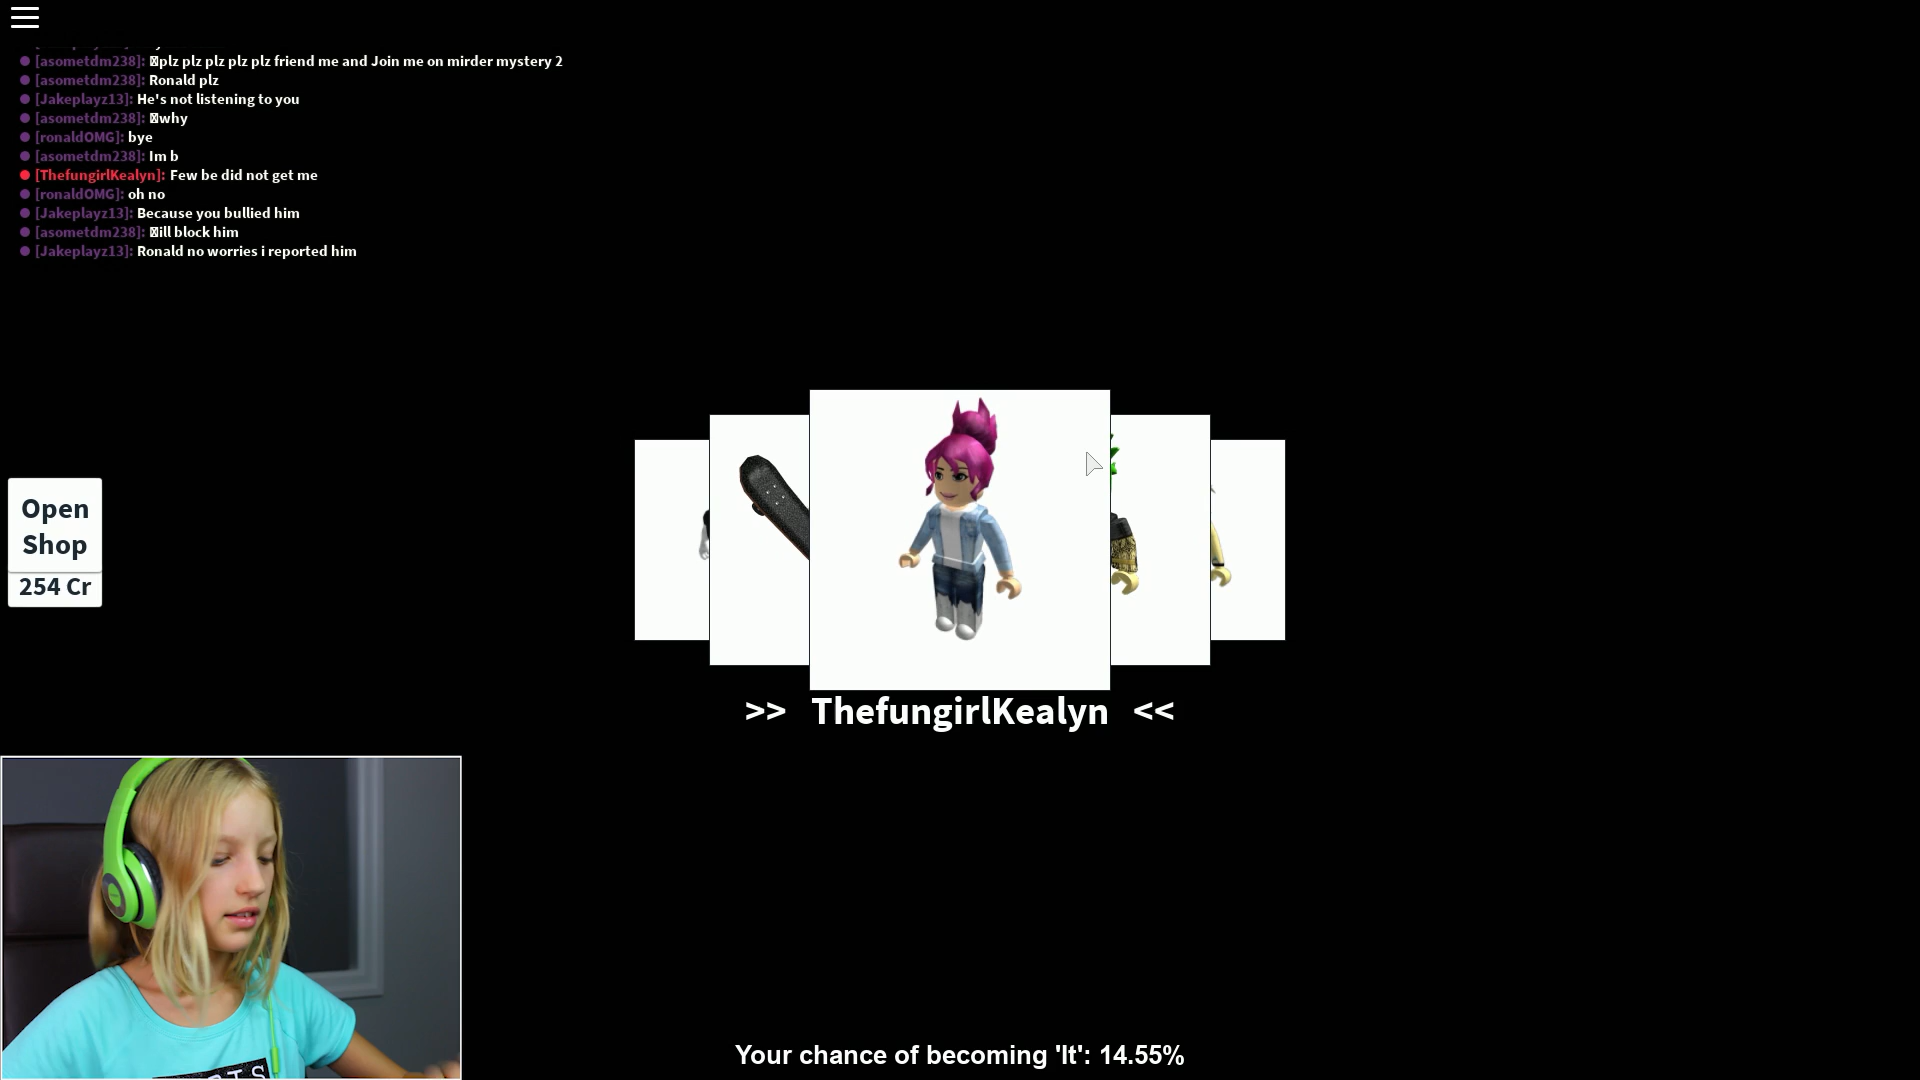 [asometdm238]: plz plz plz plz plz friend me and Join me on mirder mystery 2
[asometdm238]: Ronald plz
[Jakeplayz13]: He's not listening to you
[asometdm238]: why
[ronaldOMG]: bye
[asometdm238]: Im b
[ThefungirlKealyn]: Few be did not get me
[ronaldOMG]: oh no
[Jakeplayz13]: Because you bullied him
[asometdm238]: ill block him
[Jakeplayz13]: Ronald no worries i reported him
Open
Shop
254 Cr
>> ThefungirlKealyn <<
Your chance of becoming 'It': 14.55%